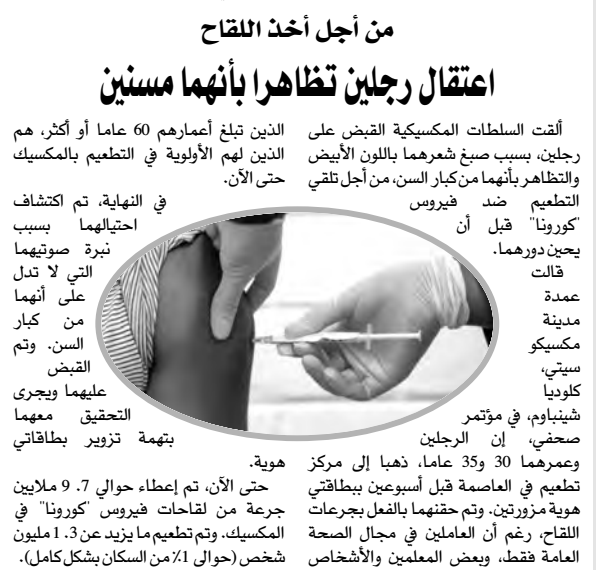 من أجل أخذ اللقاح
اعتقال رجلين تظاهرا بأنهما مسنين
ألقت السلطات المكسيكية القبض على
رجلين، بسبب صبغ شعرهما باللون الأبيض
والتظاهر بأنهما من كبار السن، من أجل تلقي
التطعيم ضد فيروس
"كورونا" قبل أن
يحين دورهما.
قالت
عمدة
مدينة
مكسيكو
سيتي،
كلوديا
شينباوم، في مؤتمر
صحفي، إن الرجلين
وعمرهما 30 و35 عاما، ذهبا إلى مركز
تطعيم في العاصمة قبل أسبوعين ببطاقتي
هوية مزورتين. وتم حقنهما بالفعل بجرعات
اللقاح، رغم أن العاملين في مجال الصحة
العامة فقط، وبعض المعلمين والأشخاص
الذين تبلغ أعمارهم 60 عاما أو أكثر، هم
الذين لهم الأولوية في التطعيم بالمكسيك
حتى الآن.
في النهاية، تم اكتشاف
احتيالهما بسبب
نبرة صوتيهما
التي لا تدل
على أنهما
من كبار
السن. وتم
القبض
عليهما ويجرى
التحقيق معهما
بتهمة تزوير بطاقاتي
هوية.
حتى الآن، تم إعطاء حوالي 7. 9 ملايين
جرعة من لقاحات فيروس "كورونا" في
المكسيك. وتم تطعيم ما يزيد عن 3. 1 مليون
شخص (حوالي 1٪ من السكان بشكل كامل).